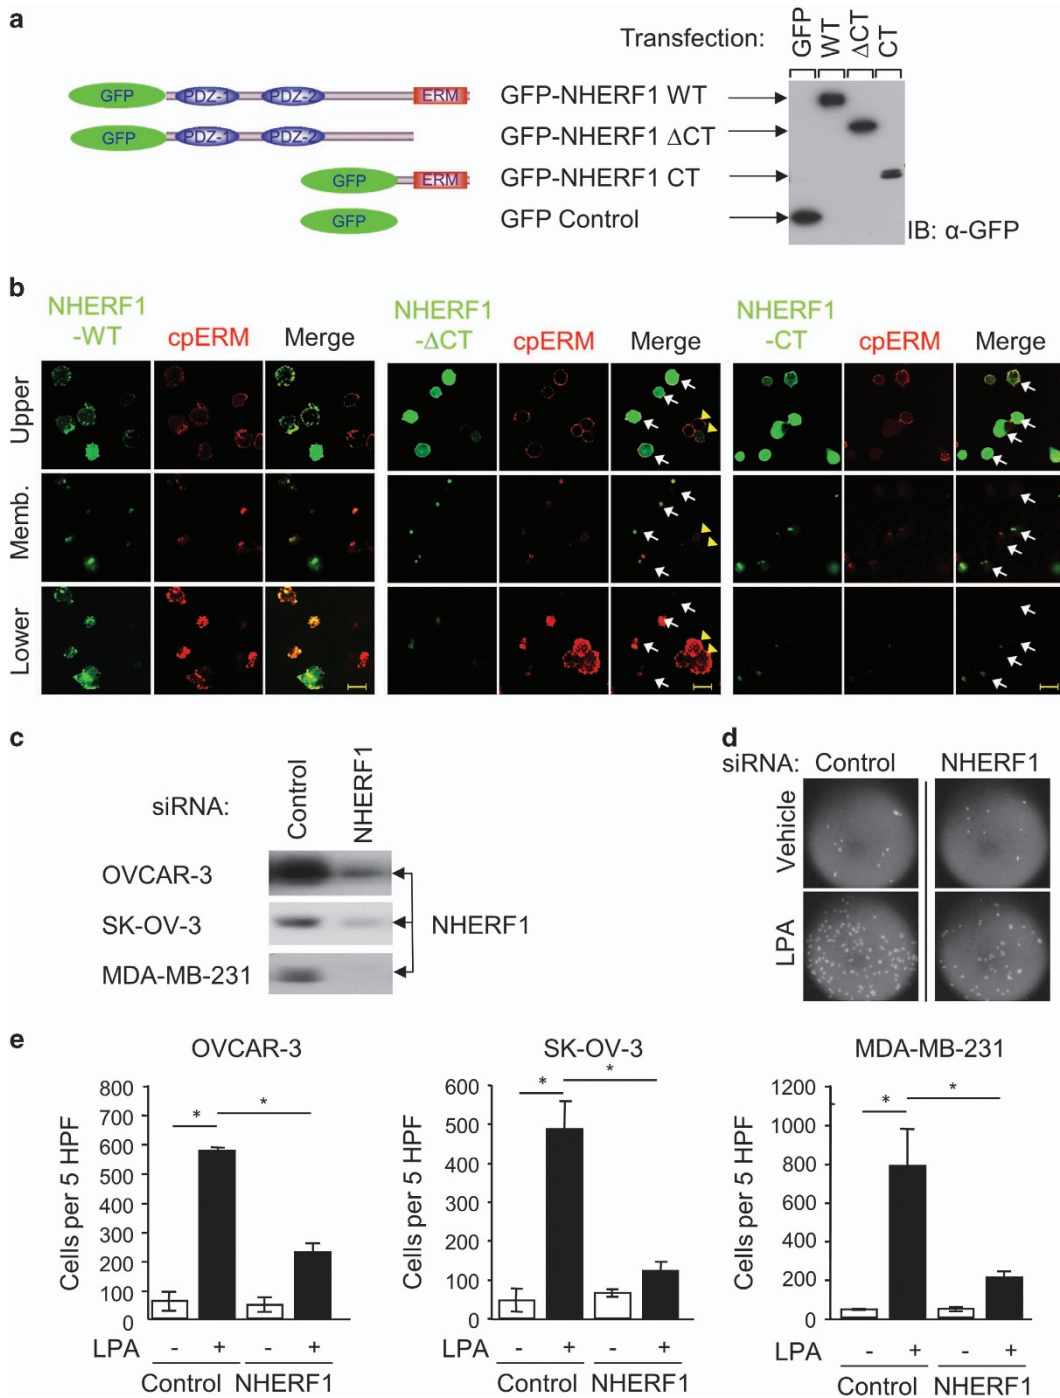 a
Transfection: GFP WT ΔCT CT
GFP PDZ-1 PDZ-2 ERM GFP-NHERF1 WT
GFP PDZ-1 PDZ-2 GFP-NHERF1 ΔCT
GFP ERM GFP-NHERF1 CT
GFP GFP Control
IB: α-GFP
b
NHERF1 -WT cpERM Merge NHERF1 -ΔCT cpERM Merge NHERF1 -CT cpERM Merge
Upper
Memb.
Lower
c
siRNA: Control NHERF1
OVCAR-3
SK-OV-3 NHERF1
MDA-MB-231
d
siRNA: Control NHERF1
Vehicle
LPA
e
OVCAR-3
Cells per 5 HPF
800
700
600
500
400
300
200
100
0
LPA - + - +
Control NHERF1
SK-OV-3
Cells per 5 HPF
600
500
400
300
200
100
0
- + - +
Control NHERF1
MDA-MB-231
Cells per 5 HPF
1200
1000
800
600
400
200
0
- + - +
Control NHERF1
* * * * * *